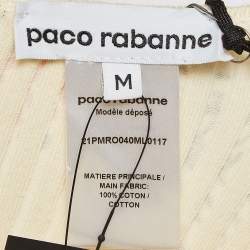 paco rabanne
M
paco rabanne
Modèle déposé
21PMRO040ML0117
MATIERE PRINCIPALE /
MAIN FABRIC:
100% COTON /
COTTON